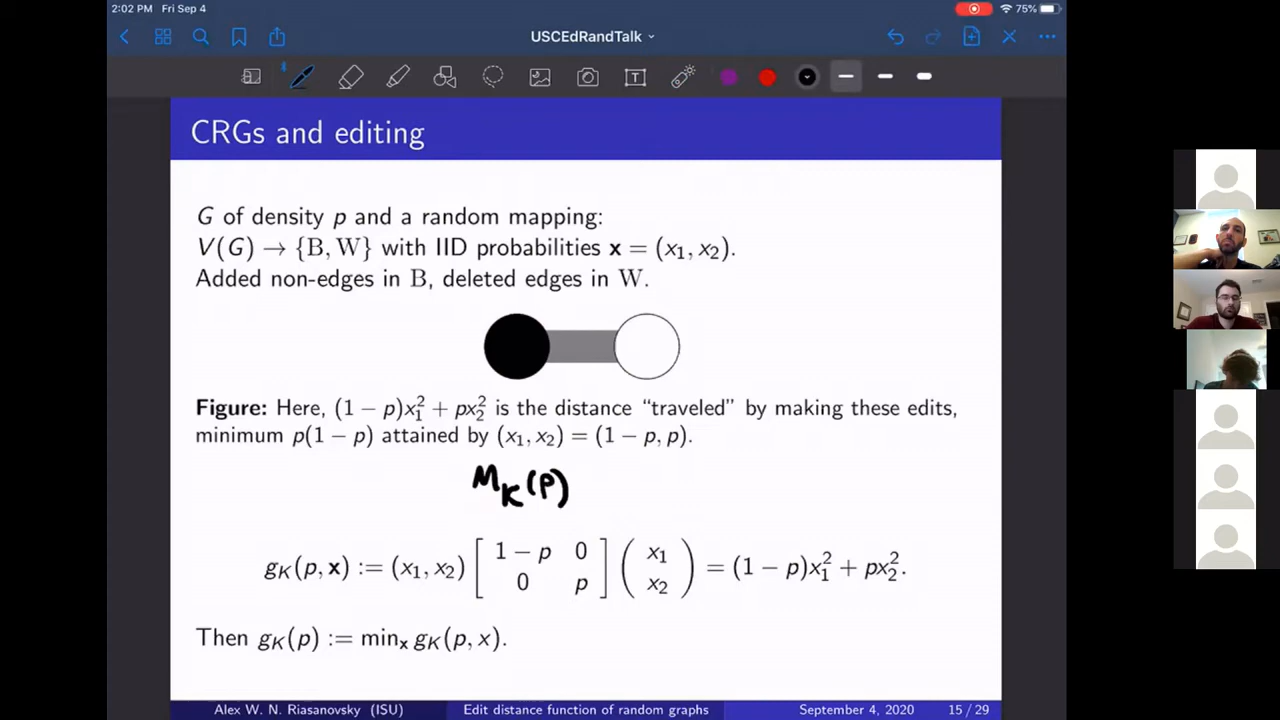 2:02 PM Fri Sep 4
75%
USCEdRandTalk
T
CRGs and editing
G of density p and a random mapping:
V(G) → {B, W} with IID probabilities x = (x₁, x₂).
Added non-edges in B, deleted edges in W.
Figure: Here, (1 − p)x₁² + px₂² is the distance “traveled” by making these edits,
minimum p(1 − p) attained by (x₁, x₂) = (1 − p, p).
M_K(p)
g_K(p, x) := (x₁, x₂) [ 1 − p 0 ; 0 p ] ( x₁ ; x₂ ) = (1 − p)x₁² + px₂².
Then g_K(p) := minₓ g_K(p, x).
Alex W. N. Riasanovsky (ISU) Edit distance function of random graphs September 4, 2020 15 / 29